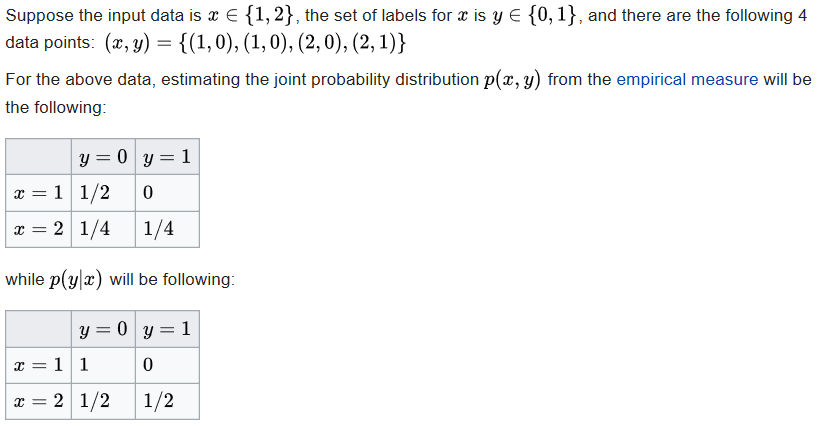 Suppose the input data is x ∈ {1, 2}, the set of labels for x is y ∈ {0, 1}, and there are the following 4
data points: (x, y) = {(1, 0), (1, 0), (2, 0), (2, 1)}
For the above data, estimating the joint probability distribution p(x, y) from the empirical measure will be
the following:
y = 0 y = 1
x = 1 1/2 0
x = 2 1/4 1/4
while p(y|x) will be following:
y = 0 y = 1
x = 1 1 0
x = 2 1/2 1/2